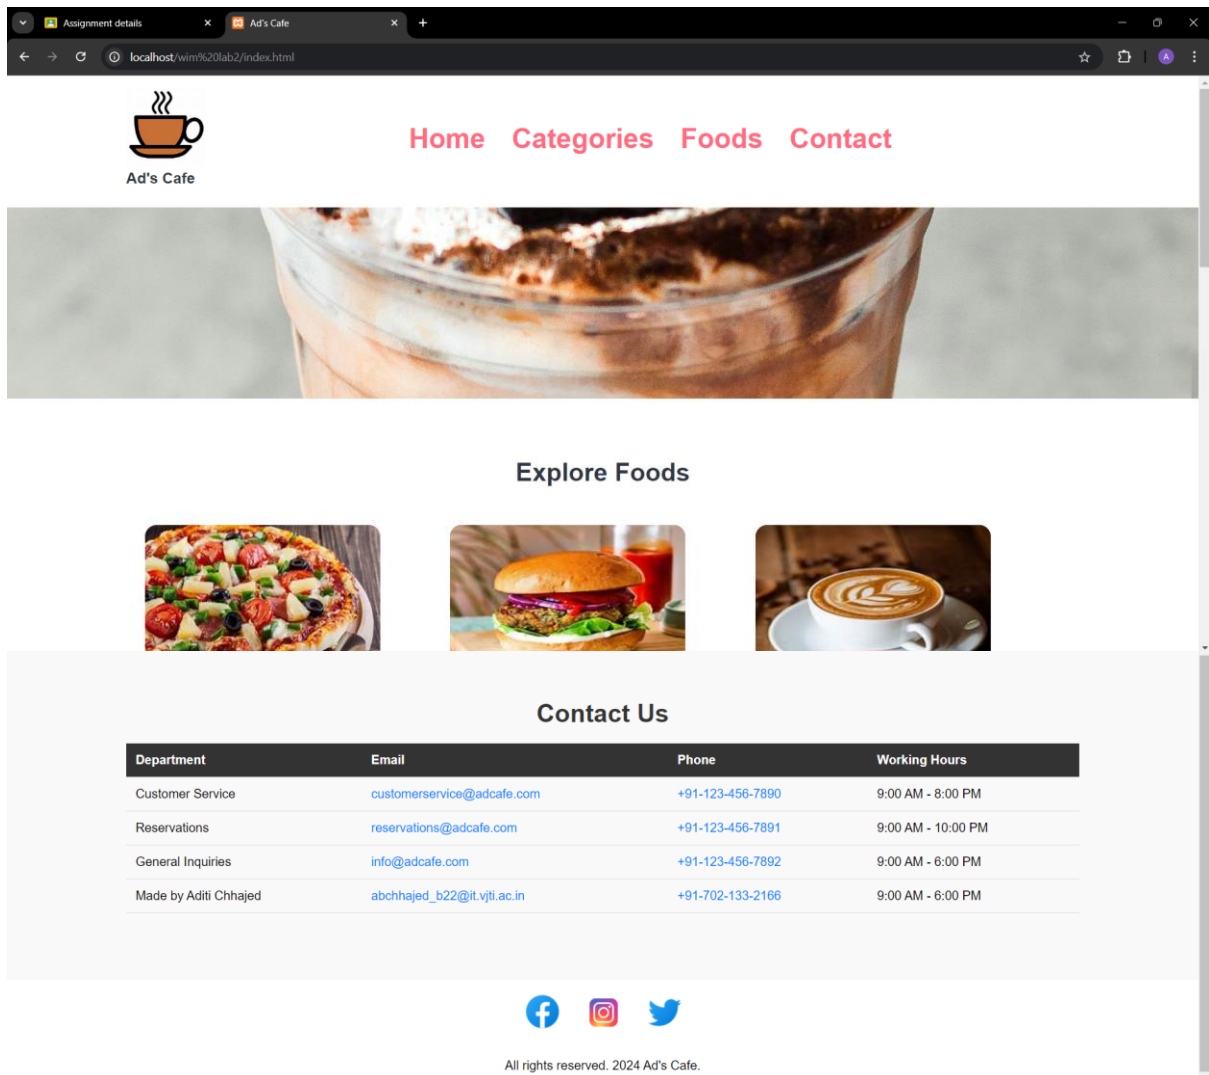 Assignment details
Ad's Cafe
localhost/wim%20lab2/index.html
A
Ad's Cafe
Home Categories Foods Contact
Explore Foods
Contact Us
Department Email Phone Working Hours
Customer Service customerservice@adcafe.com +91-123-456-7890 9:00 AM - 8:00 PM
Reservations reservations@adcafe.com +91-123-456-7891 9:00 AM - 10:00 PM
General Inquiries info@adcafe.com +91-123-456-7892 9:00 AM - 6:00 PM
Made by Aditi Chhajed abchhajed_b22@it.vjti.ac.in +91-702-133-2166 9:00 AM - 6:00 PM
All rights reserved. 2024 Ad's Cafe.